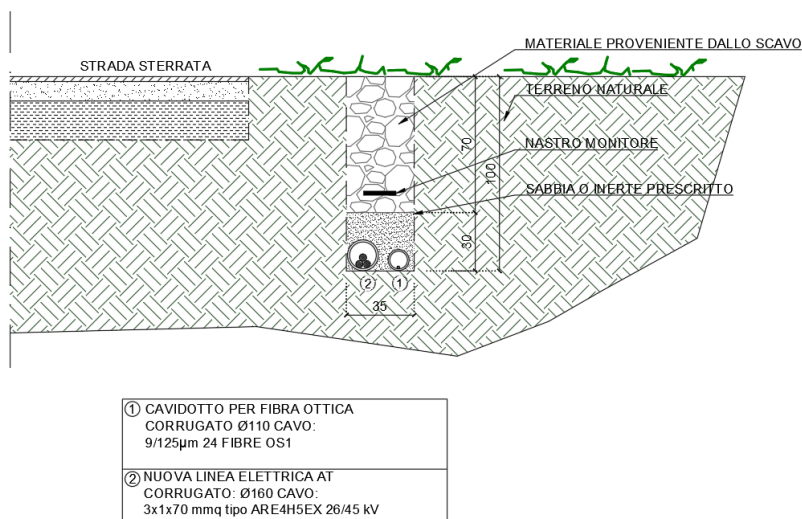 STRADA STERRATA
MATERIALE PROVENIENTE DALLO SCAVO
TERRENO NATURALE
NASTRO MONITORE
SABBIA O INERTE PRESCRITTO
70
100
30
2 1
35
1 CAVIDOTTO PER FIBRA OTTICA
CORRUGATO Ø110 CAVO:
9/125µm 24 FIBRE OS1
2 NUOVA LINEA ELETTRICA AT
CORRUGATO: Ø160 CAVO:
3x1x70 mmq tipo ARE4H5EX 26/45 kV